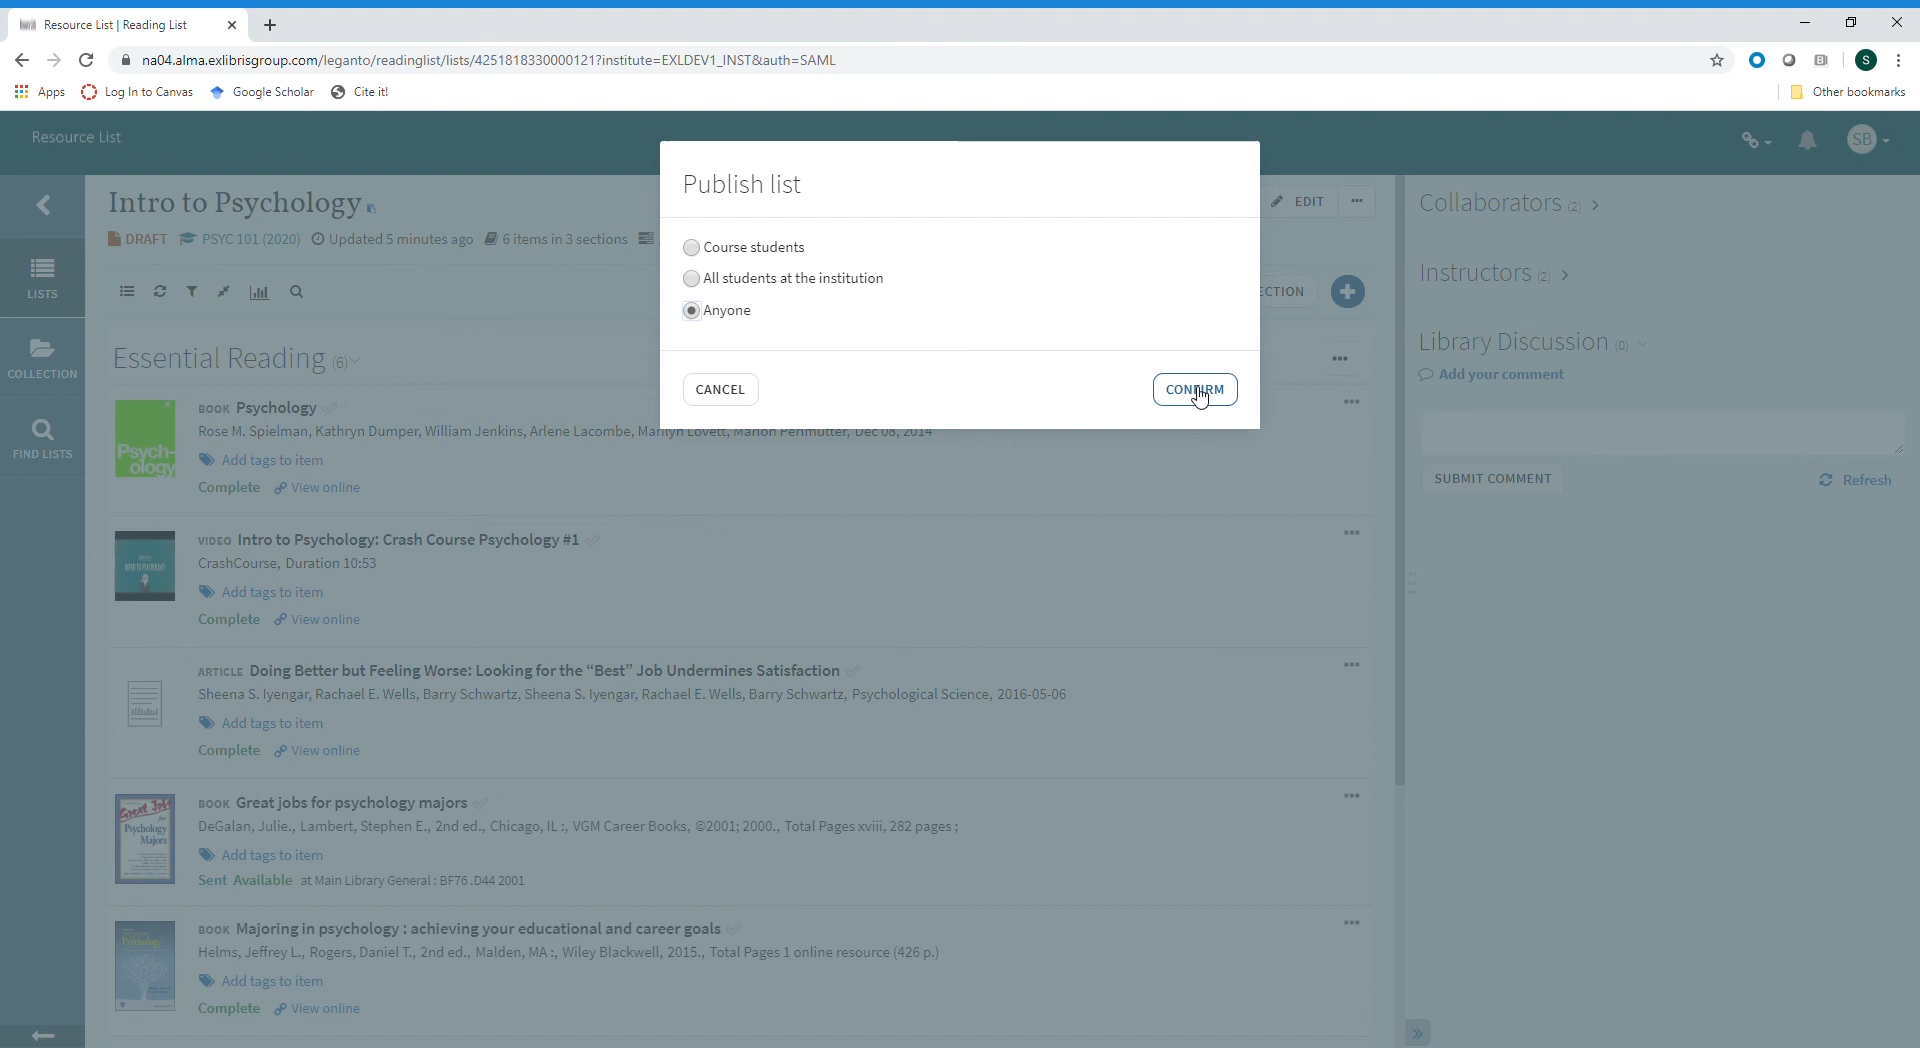 Resource List | Reading List
na04.alma.exlibrisgroup.com/leganto/readinglist/lists/4251818330000121?institute=EXLDEV1_INST&auth=SAML
S
Apps
Log In to Canvas
Google Scholar
Cite it!
Other bookmarks
Resource List
SB
Publish list
Course students
All students at the institution
Anyone
CANCEL
CONFIRM
LISTS
COLLECTION
FIND LISTS
Intro to Psychology
EDIT
DRAFT PSYC 101 (2020) Updated 5 minutes ago 6 items in 3 sections
ECTION
Essential Reading (6)
Psychology
BOOK Psychology
Rose M. Spielman, Kathryn Dumper, William Jenkins, Arlene Lacombe, Marilyn Lovett, Marion Perlmutter, Dec 08, 2014
Add tags to item
Complete View online
VIDEO Intro to Psychology: Crash Course Psychology #1
CrashCourse, Duration 10:53
Add tags to item
Complete View online
ARTICLE Doing Better but Feeling Worse: Looking for the “Best” Job Undermines Satisfaction
Sheena S. Iyengar, Rachael E. Wells, Barry Schwartz, Sheena S. Iyengar, Rachael E. Wells, Barry Schwartz, Psychological Science, 2016-05-06
Add tags to item
Complete View online
Great Jobs for Psychology Majors
BOOK Great jobs for psychology majors
DeGalan, Julie., Lambert, Stephen E., 2nd ed., Chicago, IL :, VGM Career Books, ©2001; 2000., Total Pages xviii, 282 pages ;
Add tags to item
Sent Available at Main Library General : BF76 .D44 2001
BOOK Majoring in psychology : achieving your educational and career goals
Helms, Jeffrey L., Rogers, Daniel T., 2nd ed., Malden, MA :, Wiley Blackwell, 2015., Total Pages 1 online resource (426 p.)
Add tags to item
Complete View online
Collaborators (2)
Instructors (2)
Library Discussion (0)
Add your comment
SUBMIT COMMENT
Refresh